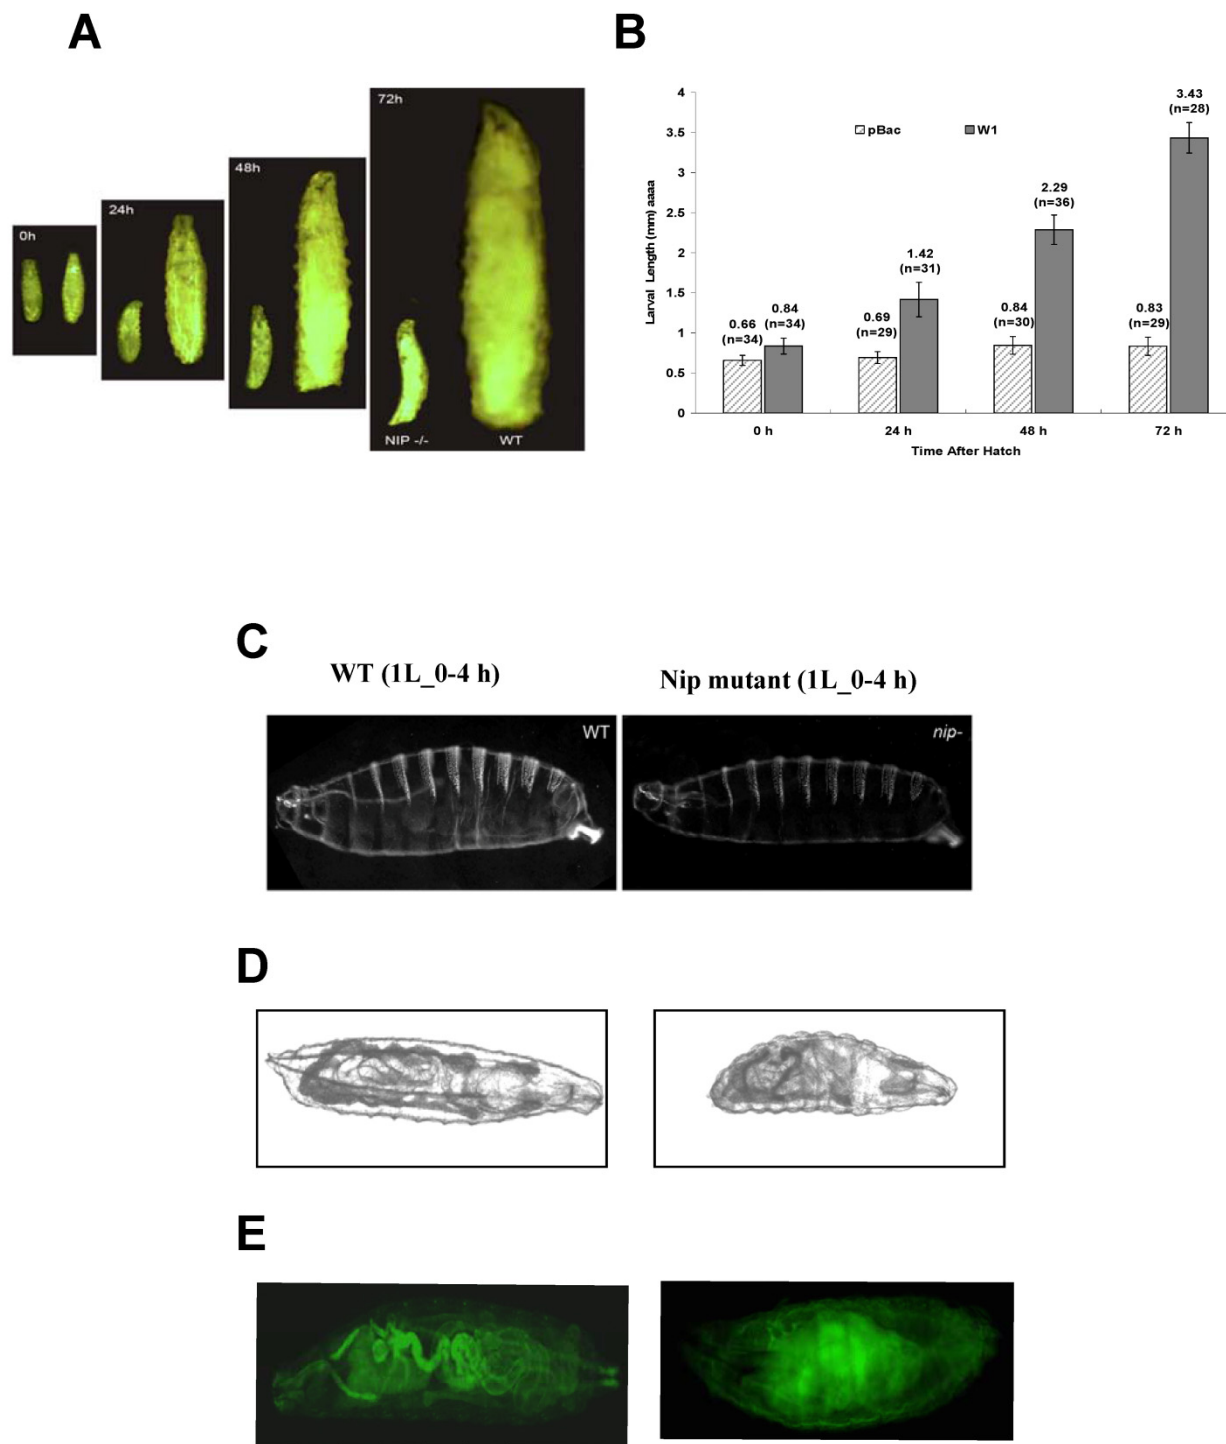 A
0h
24h
48h
72h
NIP -/-
WT
B
Larval Length (mm) aaaa
4
3.5
3
2.5
2
1.5
1
0.5
0
pBac
W1
0.66
(n=34)
0.84
(n=34)
0.69
(n=29)
1.42
(n=31)
0.84
(n=30)
2.29
(n=36)
0.83
(n=29)
3.43
(n=28)
0 h
24 h
48 h
72 h
Time After Hatch
C
WT (1L_0-4 h)
Nip mutant (1L_0-4 h)
WT
nip-
D
E